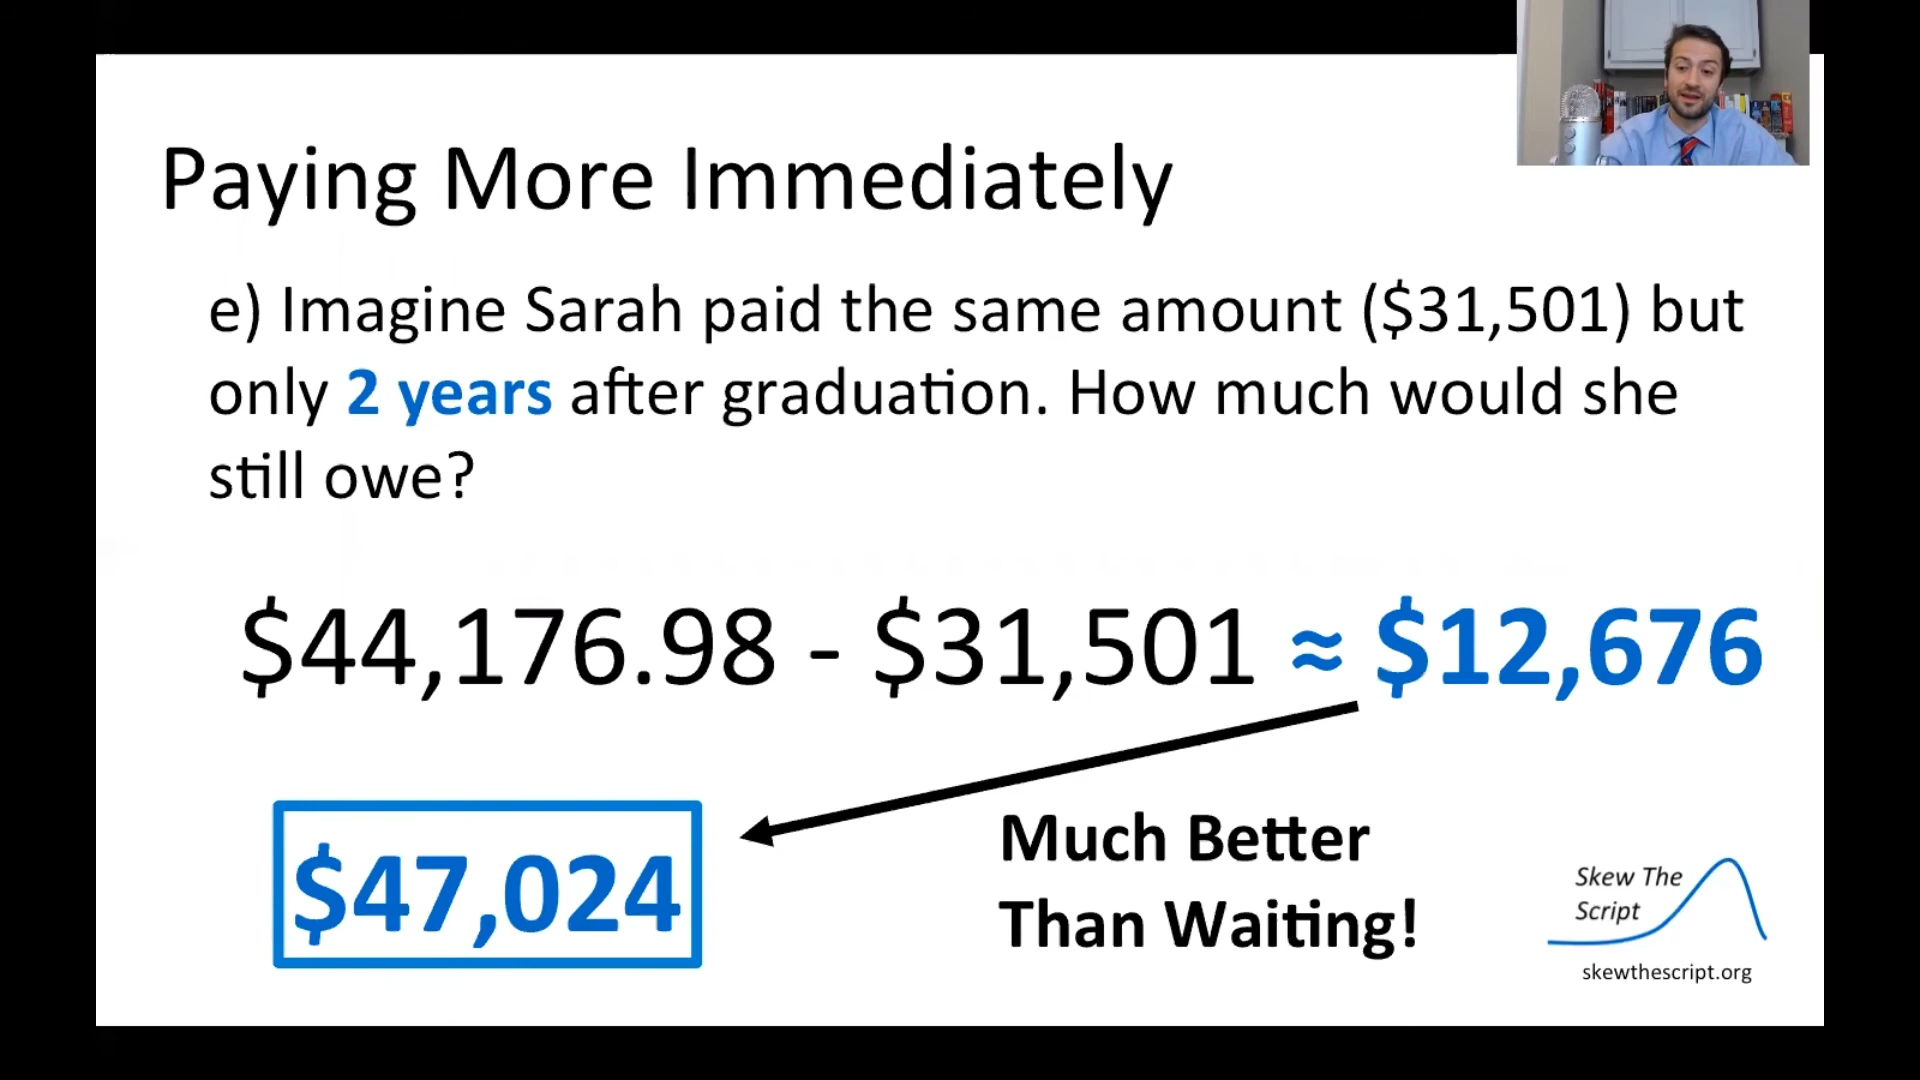 Paying More Immediately
e) Imagine Sarah paid the same amount ($31,501) but
only 2 years after graduation. How much would she
still owe?
$44,176.98 - $31,501 ≈ $12,676
$47,024
Much Better
Than Waiting!
Skew The
Script
skewthescript.org